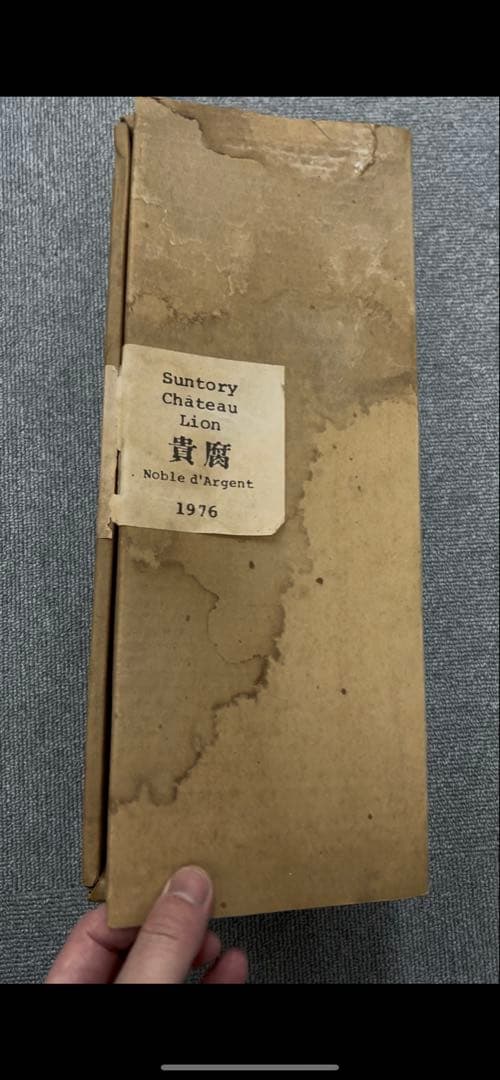 Suntory
Château
Lion
貴腐
Noble d'Argent
1976